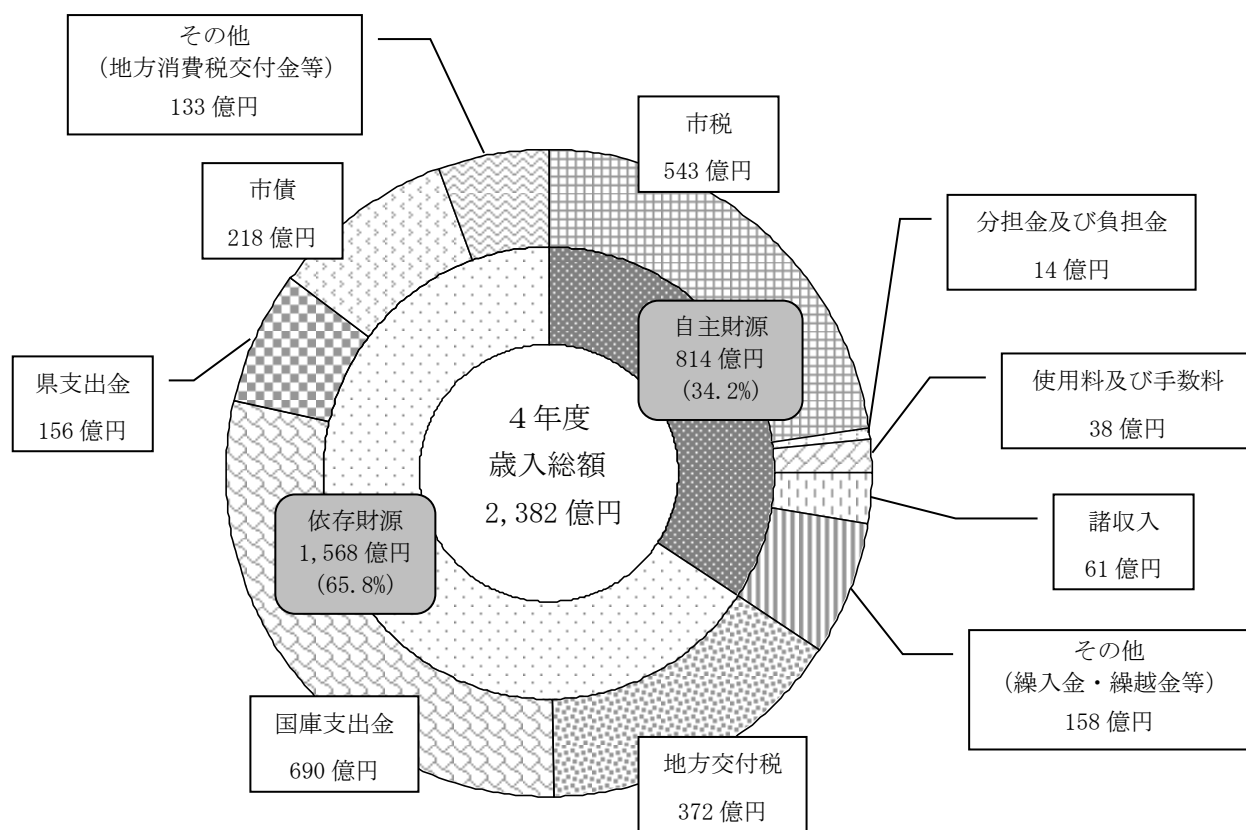 その他
（地方消費税交付金等）
133 億円
市税
543 億円
市債
218 億円
分担金及び負担金
14 億円
自主財源
814 億円
(34.2%)
県支出金
156 億円
使用料及び手数料
38 億円
４年度
歳入総額
2,382 億円
依存財源
1,568 億円
(65.8%)
諸収入
61 億円
その他
（繰入金・繰越金等）
158 億円
国庫支出金
690 億円
地方交付税
372 億円